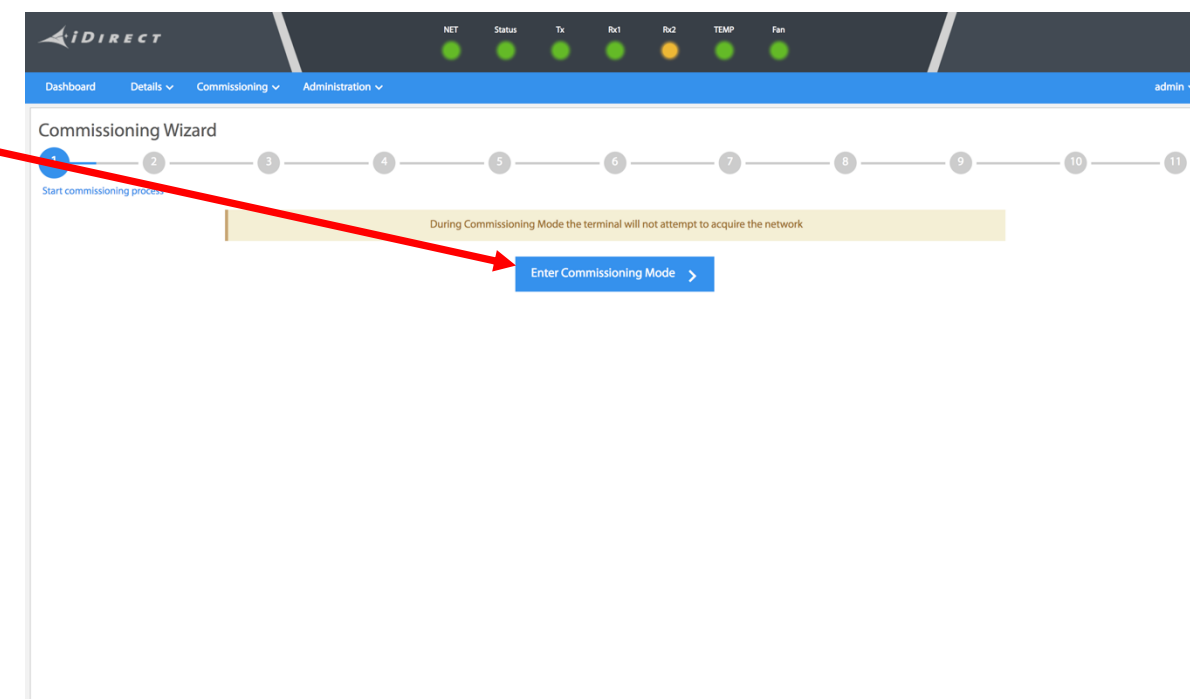 iDIRECT
NET Status Tx Rx1 Rx2 TEMP Fan
Dashboard Details Commissioning Administration admin
Commissioning Wizard
1 2 3 4 5 6 7 8 9 10 11
Start commissioning process
During Commissioning Mode the terminal will not attempt to acquire the network
Enter Commissioning Mode